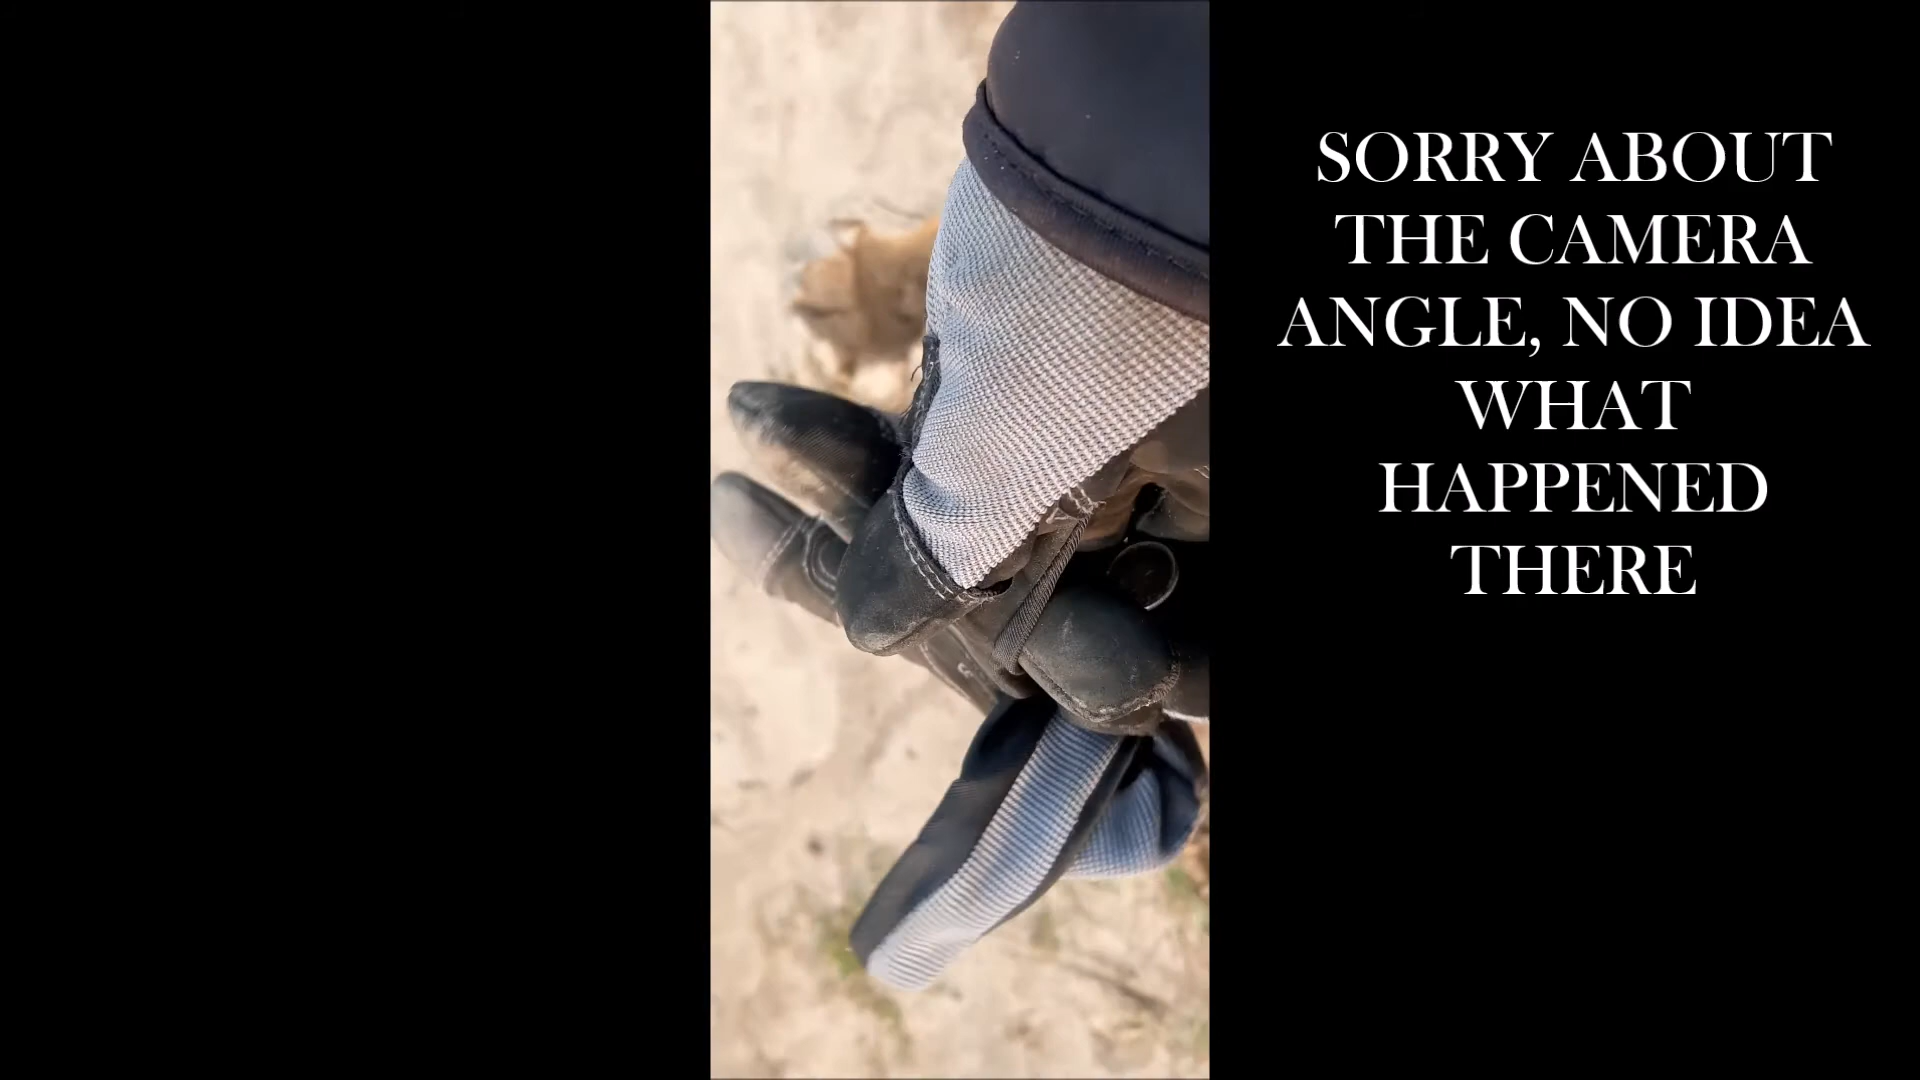 SORRY ABOUT
THE CAMERA
ANGLE, NO IDEA
WHAT
HAPPENED
THERE